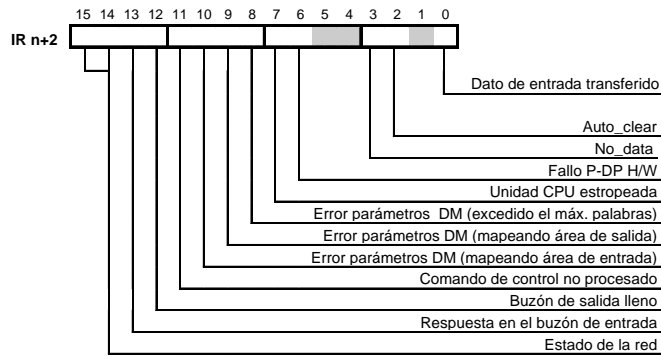 15 14 13 12 11 10 9 8 7 6 5 4 3 2 1 0
IR n+2
Dato de entrada transferido
Auto_clear
No_data
Fallo P-DP H/W
Unidad CPU estropeada
Error parámetros DM (excedido el máx. palabras)
Error parámetros DM (mapeando área de salida)
Error parámetros DM (mapeando área de entrada)
Comando de control no procesado
Buzón de salida lleno
Respuesta en el buzón de entrada
Estado de la red